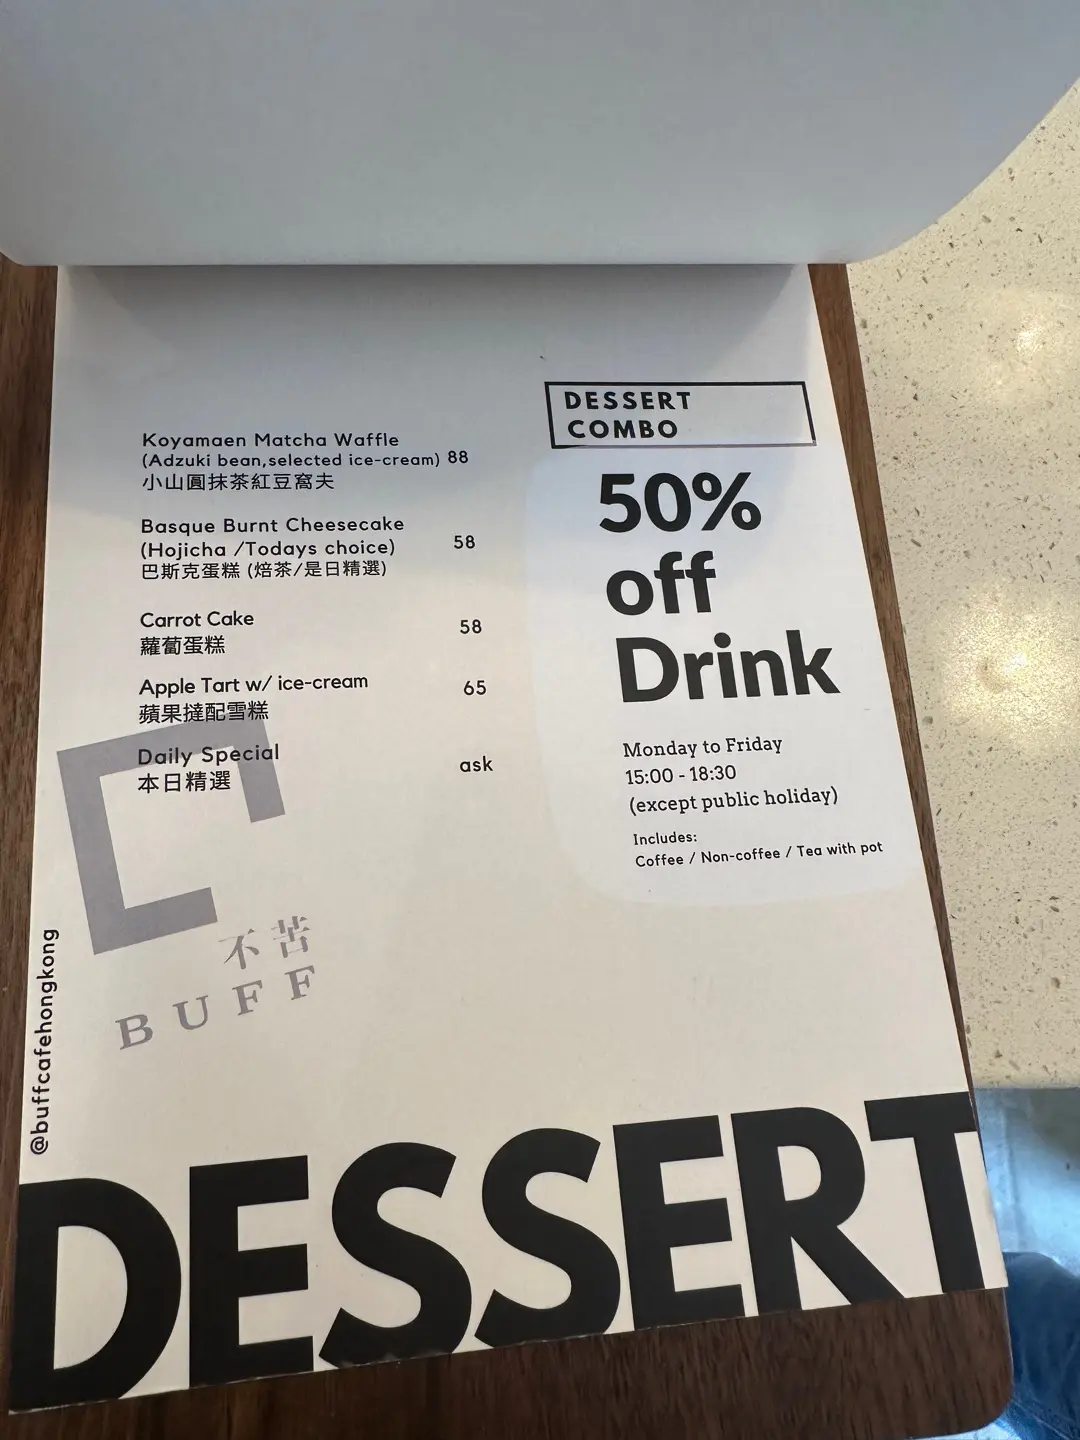 Koyamaen Matcha Waffle
(Adzuki bean,selected ice-cream) 88
小山圓抹茶紅豆窩夫
Basque Burnt Cheesecake
(Hojicha /Todays choice) 58
巴斯克蛋糕 (焙茶/是日精選)
Carrot Cake 58
蘿蔔蛋糕
Apple Tart w/ ice-cream 65
蘋果撻配雪糕
Daily Special ask
本日精選
DESSERT
COMBO
50%
off
Drink
Monday to Friday
15:00 - 18:30
(except public holiday)
Includes:
Coffee / Non-coffee / Tea with pot
不苦
BUFF
@buffcafehongkong
DESSERT